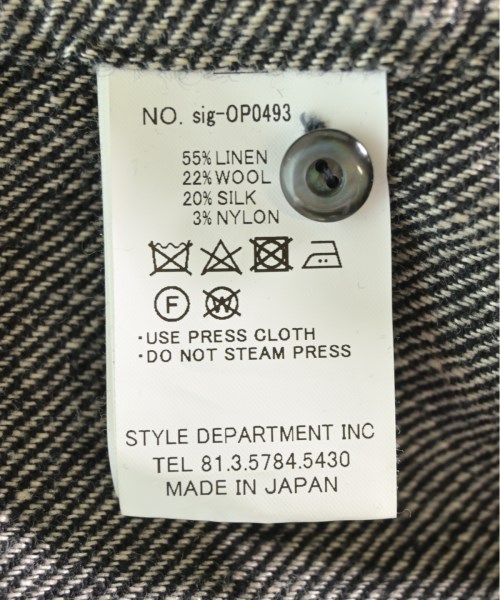 NO. sig-OP0493
55% LINEN
22% WOOL
20% SILK
3% NYLON
F W
・USE PRESS CLOTH
・DO NOT STEAM PRESS
STYLE DEPARTMENT INC
TEL 81.3.5784.5430
MADE IN JAPAN